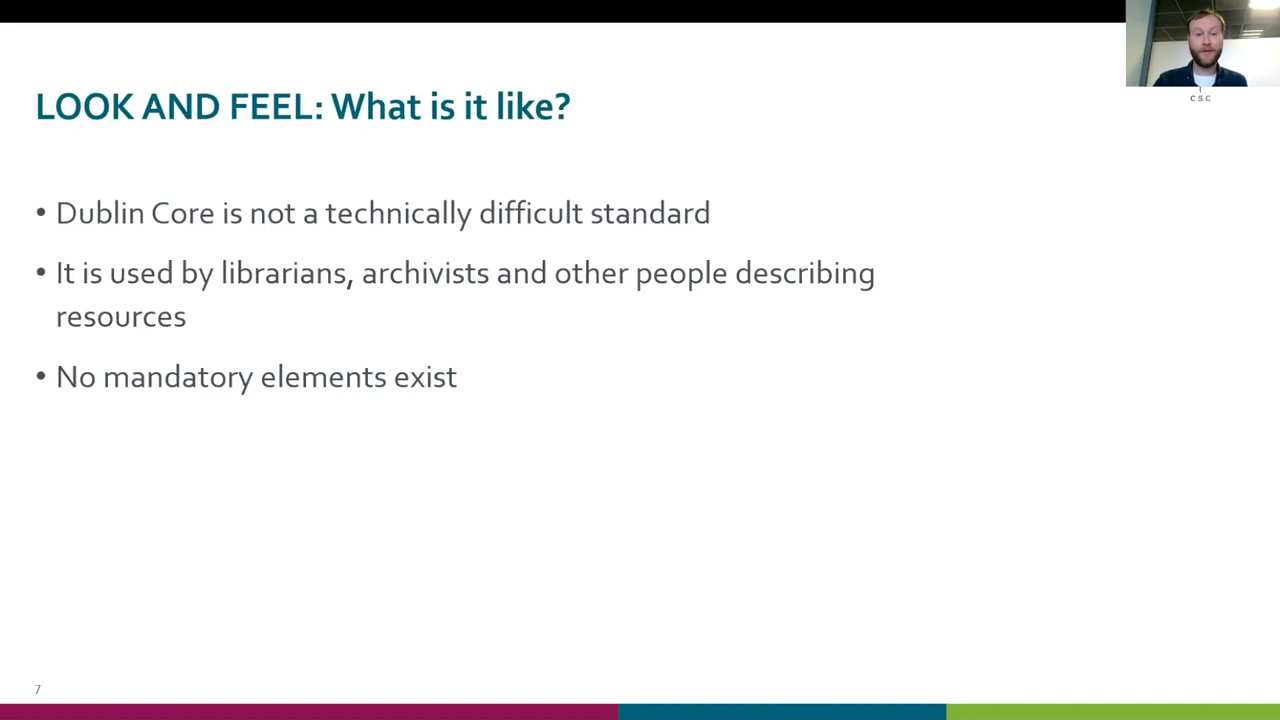 csc
LOOK AND FEEL: What is it like?
• Dublin Core is not a technically difficult standard
• It is used by librarians, archivists and other people describing
resources
• No mandatory elements exist
7